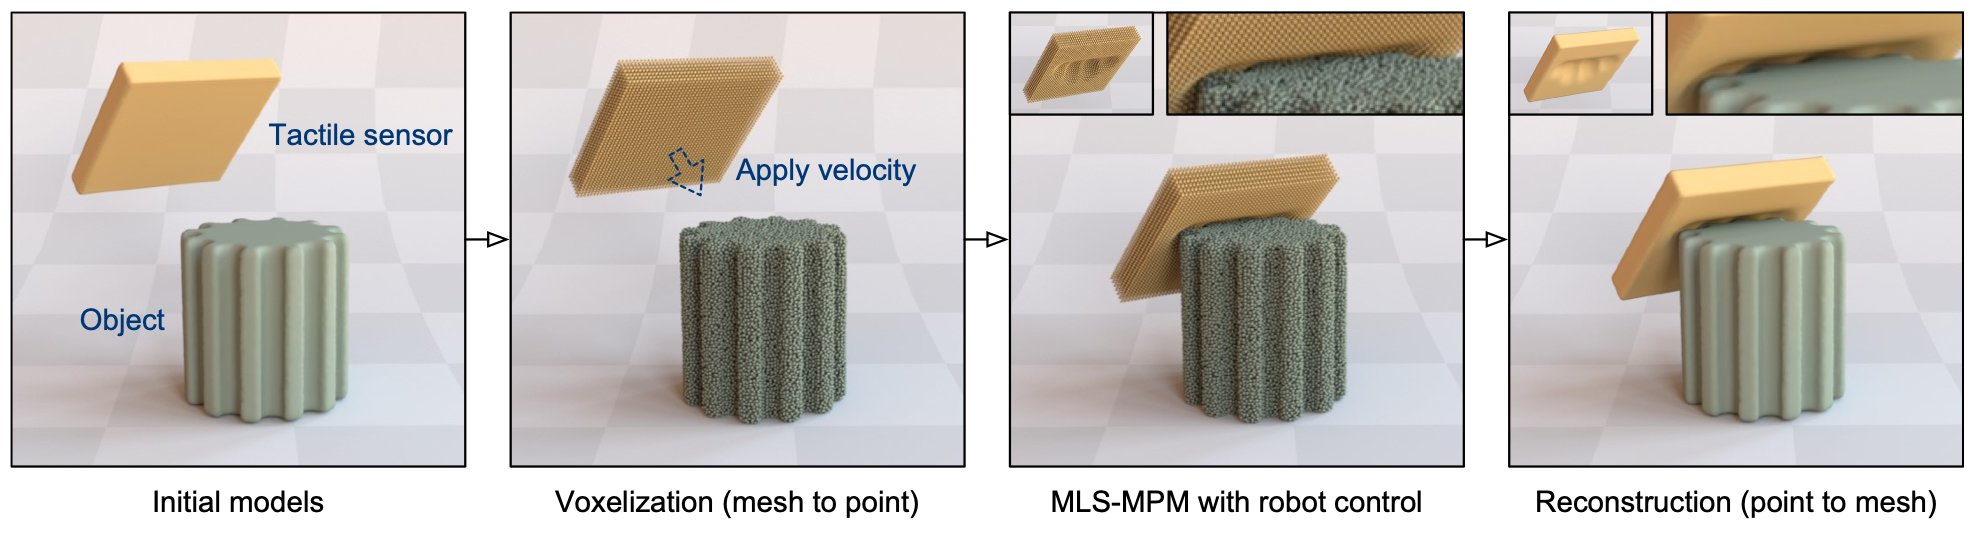 Tactile sensor
Object
Apply velocity
Initial models
Voxelization (mesh to point)
MLS-MPM with robot control
Reconstruction (point to mesh)